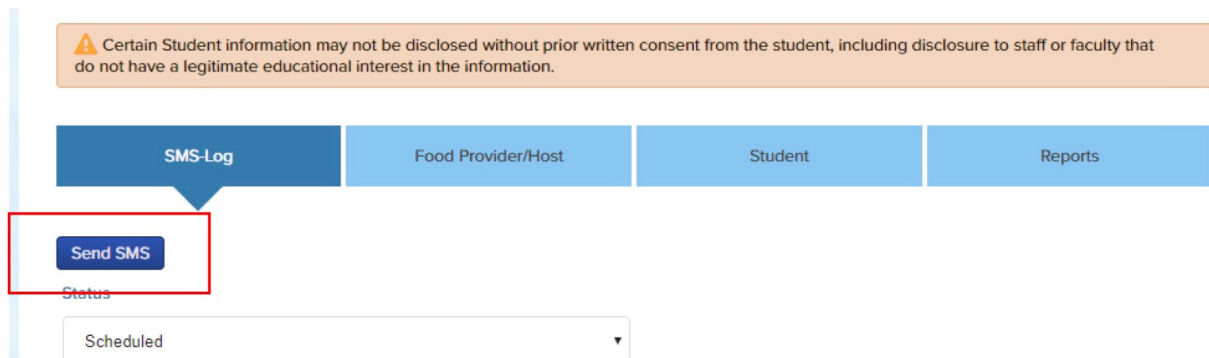 Certain Student information may not be disclosed without prior written consent from the student, including disclosure to staff or faculty that
do not have a legitimate educational interest in the information.
SMS-Log
Food Provider/Host
Student
Reports
Send SMS
Status
Scheduled